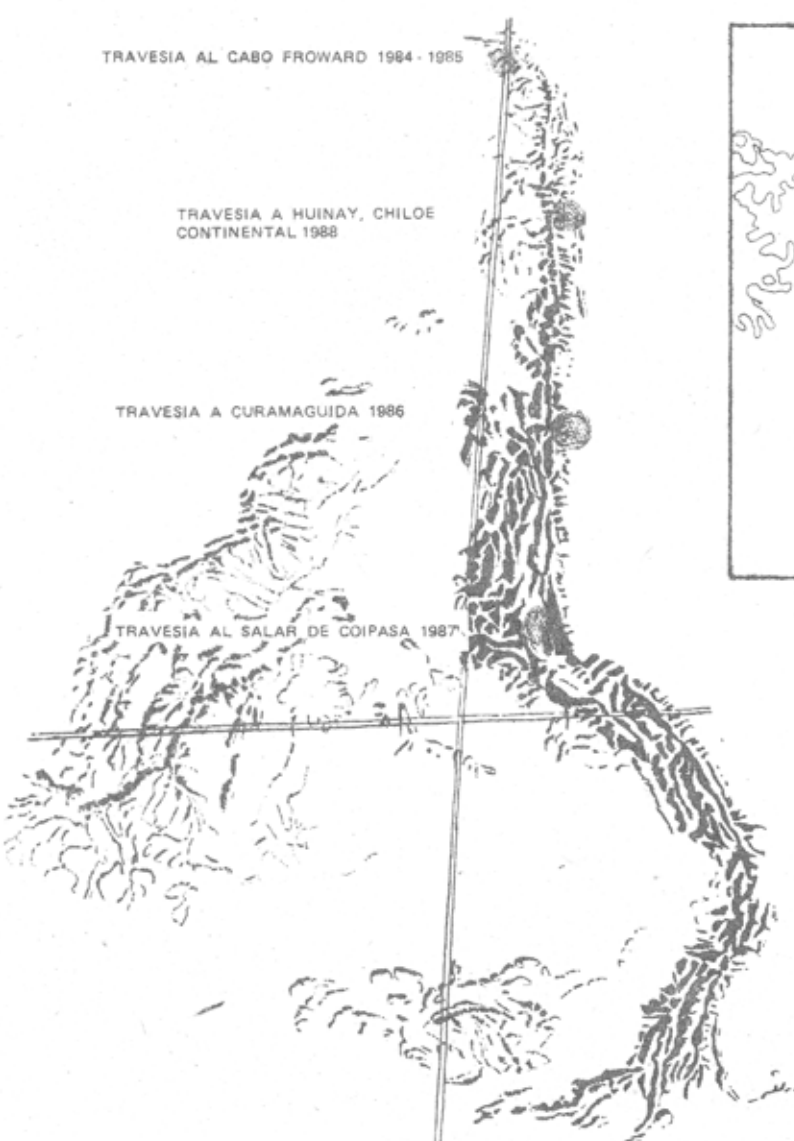 TRAVESIA AL CABO FROWARD 1984 - 1985
TRAVESIA A HUINAY, CHILOE
CONTINENTAL 1988
TRAVESIA A CURAMAGUIDA 1986
TRAVESIA AL SALAR DE COIPASA 1987